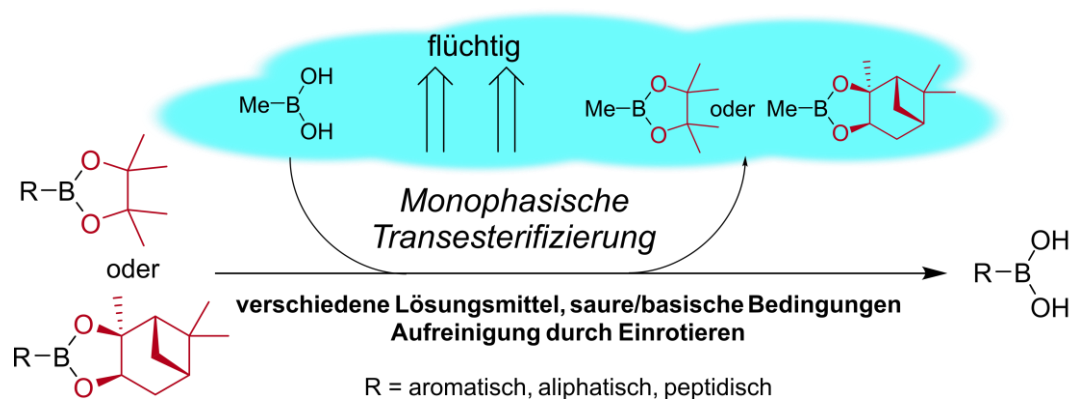 flüchtig
Me-B
OH
OH
Me-B
O
O
oder
Me-B
O
O
R-B
O
O
oder
R-B
O
O
Monophasische
Transesterifizierung
verschiedene Lösungsmittel, saure/basische Bedingungen
Aufreinigung durch Einrotieren
R = aromatisch, aliphatisch, peptidisch
R-B
OH
OH